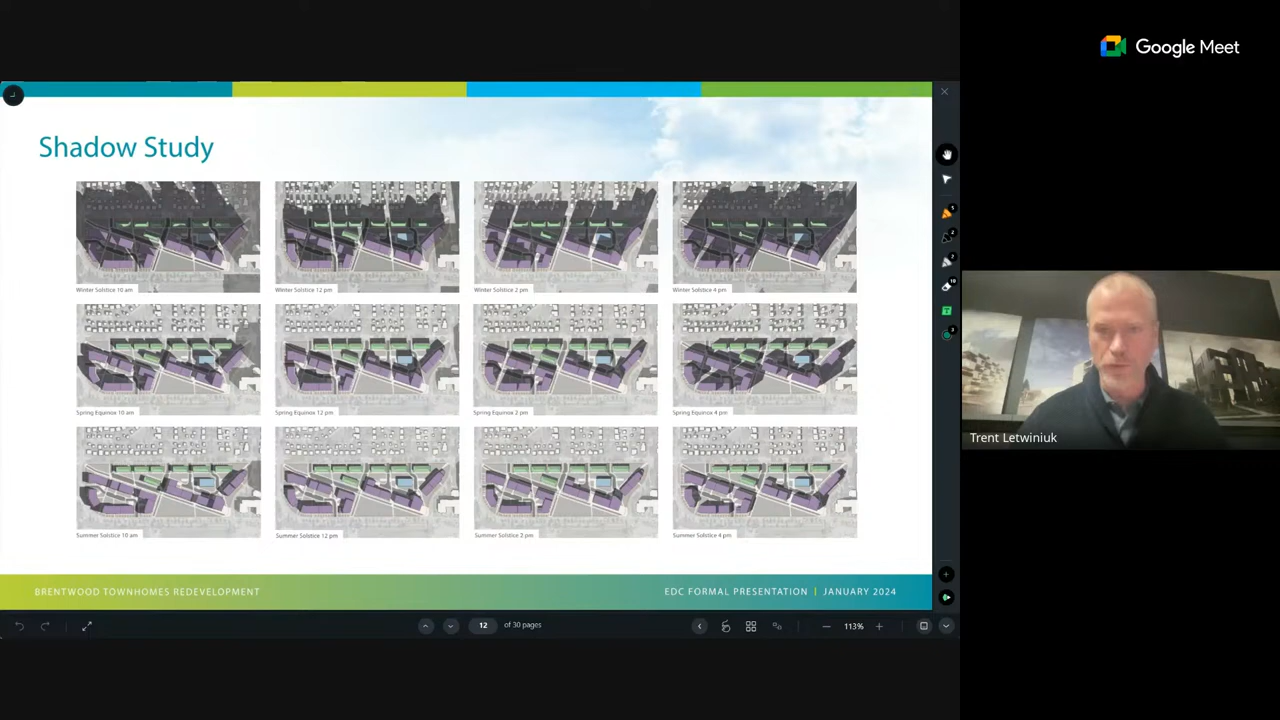 Google Meet
Shadow Study
Winter Solstice 10 am
Winter Solstice 12 pm
Winter Solstice 2 pm
Winter Solstice 4 pm
Spring Equinox 10 am
Spring Equinox 12 pm
Spring Equinox 2 pm
Spring Equinox 4 pm
Trent Letwiniuk
Summer Solstice 10 am
Summer Solstice 12 pm
Summer Solstice 2 pm
Summer Solstice 4 pm
BRENTWOOD TOWNHOMES REDEVELOPMENT
EDC FORMAL PRESENTATION | JANUARY 2024
12 of 30 pages
113%